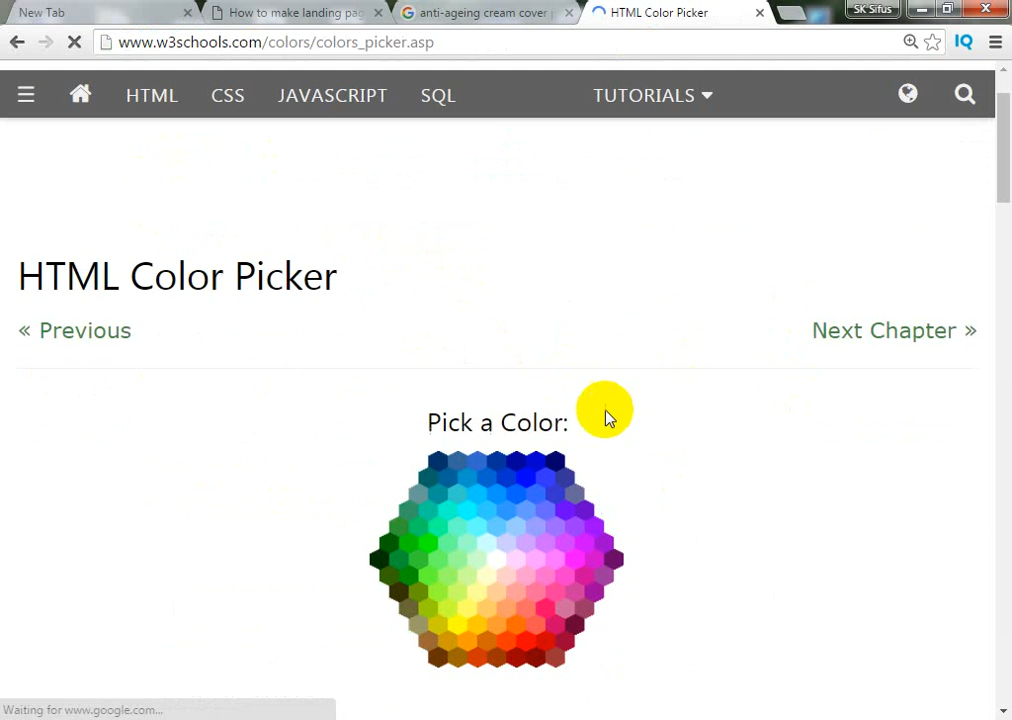 New Tab
How to make landing pag
anti-ageing cream cover
HTML Color Picker
SK Sifus
www.w3schools.com/colors/colors_picker.asp
IQ
HTML
CSS
JAVASCRIPT
SQL
TUTORIALS
HTML Color Picker
« Previous
Next Chapter »
Pick a Color:
Waiting for www.google.com...